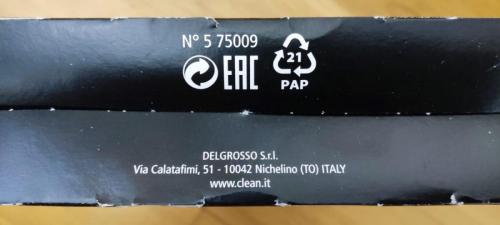 N° 5 75009
EAC 21
PAP
DELGROSSO S.r.l.
Via Calatafimi, 51 - 10042 Nichelino (TO) ITALY
www.clean.it